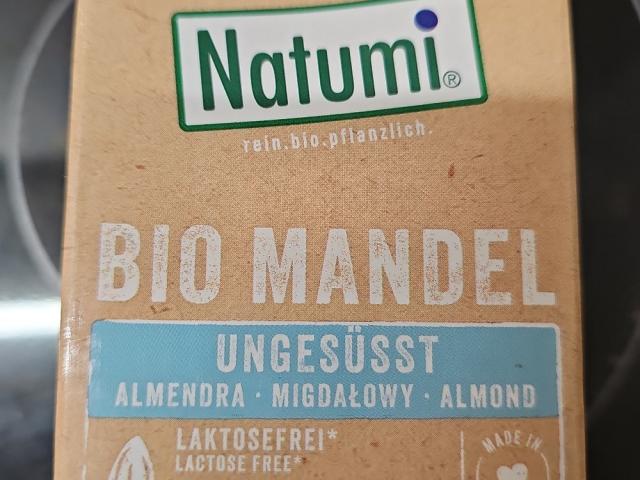 Natumi®
rein.bio.pflanzlich.
BIO MANDEL
UNGESÜSST
ALMENDRA · MIGDAŁOWY · ALMOND
LAKTOSEFREI*
LACTOSE FREE*
MADE IN